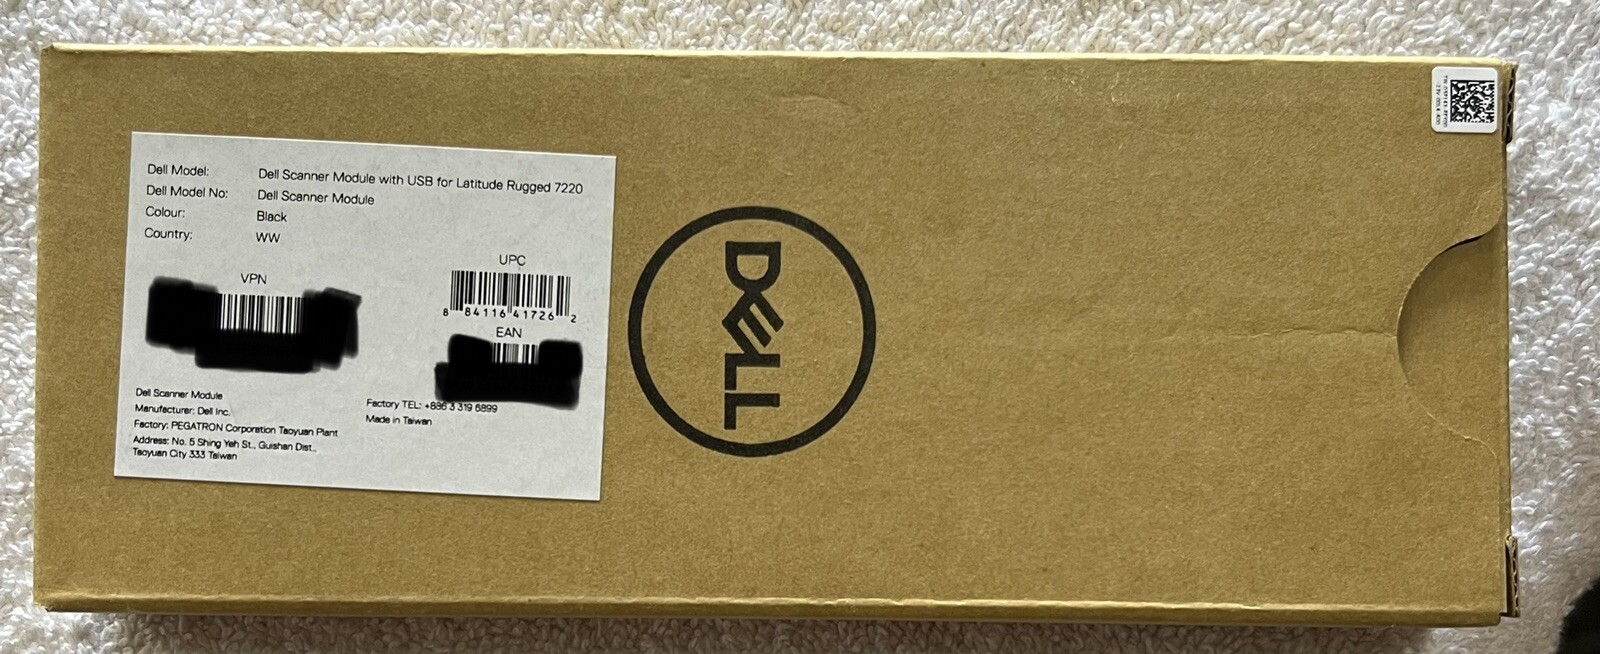 Dell Model: Dell Scanner Module with USB for Latitude Rugged 7220
Dell Model No: Dell Scanner Module
Colour: Black
Country: WW
VPN
UPC
8 84116 41726 2
EAN
Dell Scanner Module
Manufacturer: Dell Inc.
Factory: PEGATRON Corporation Taoyuan Plant
Address: No. 5 Shing Yeh St., Guishan Dist.,
Taoyuan City 333 Taiwan
Factory TEL: +886 3 319 6899
Made in Taiwan
DELL